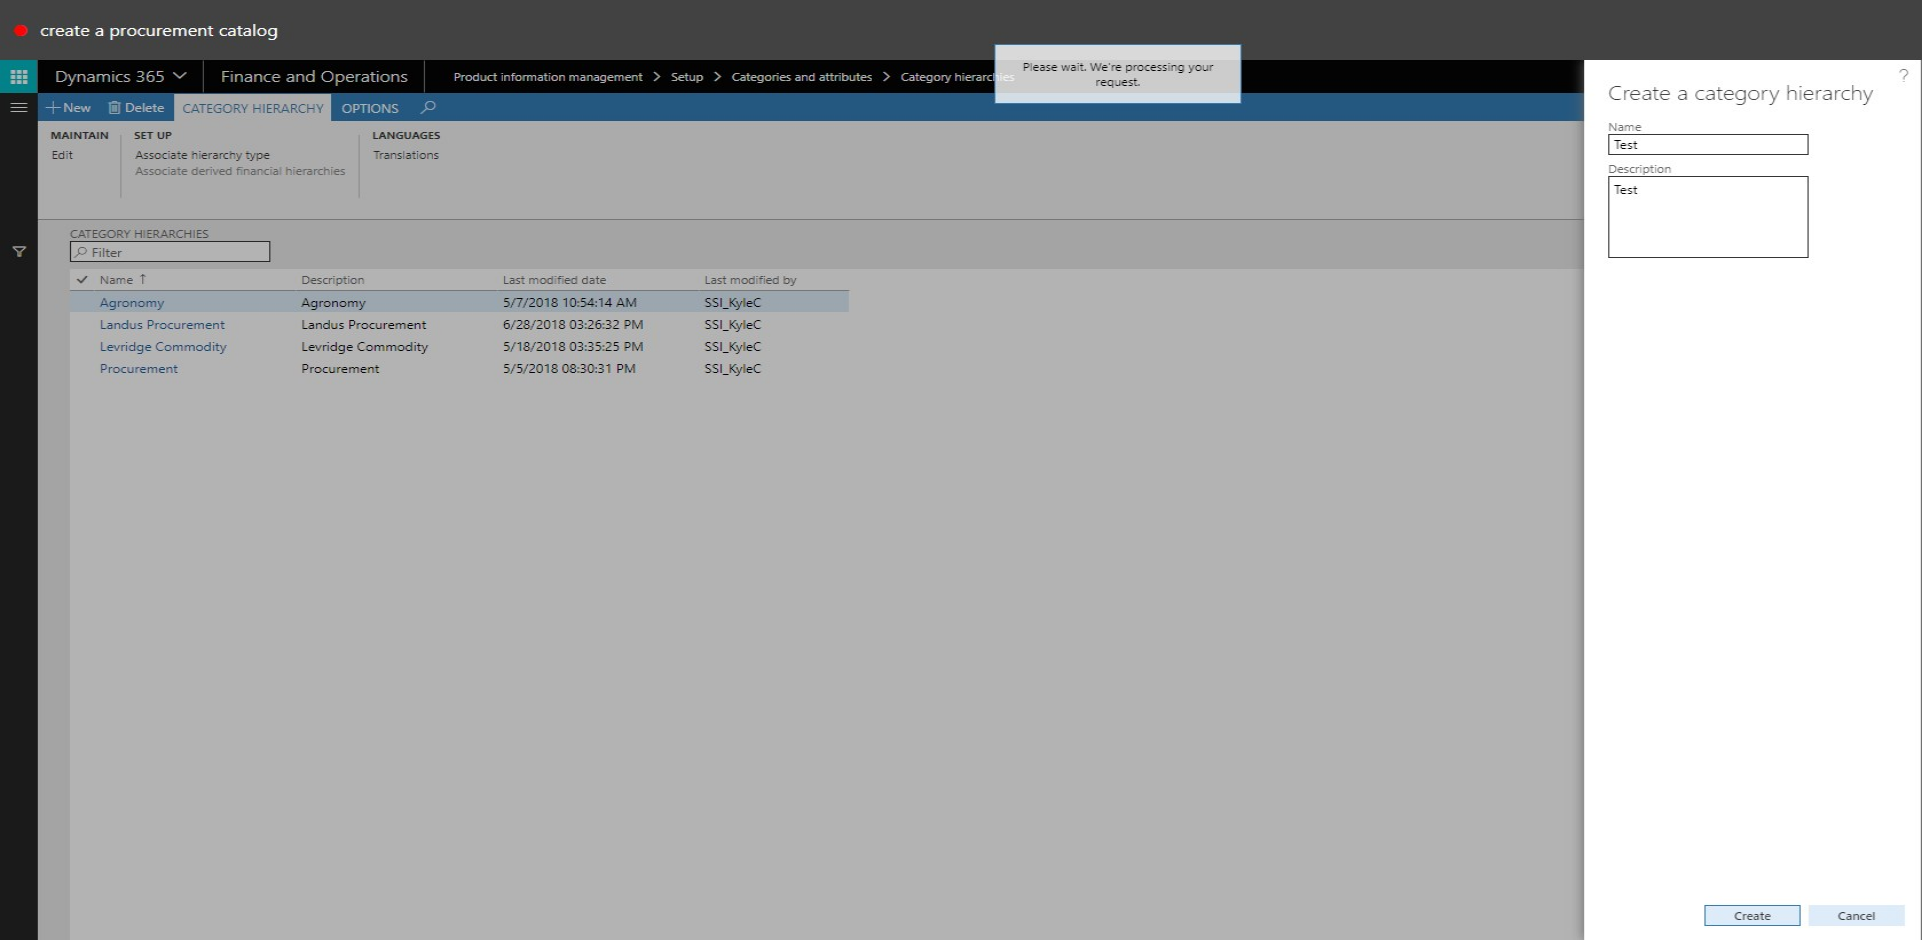 create a procurement catalog
Dynamics 365 Finance and Operations Product information management > Setup > Categories and attributes > Category hierarchies
Please wait. We're processing your
request.
?
Create a category hierarchy
+ New Delete CATEGORY HIERARCHY OPTIONS
MAINTAIN SET UP LANGUAGES
Edit Associate hierarchy type Translations
Associate derived financial hierarchies
Name
Test
Description
Test
CATEGORY HIERARCHIES
Filter
Name ↑ Description Last modified date Last modified by
Agronomy Agronomy 5/7/2018 10:54:14 AM SSI_KyleC
Landus Procurement Landus Procurement 6/28/2018 03:26:32 PM SSI_KyleC
Levridge Commodity Levridge Commodity 5/18/2018 03:35:25 PM SSI_KyleC
Procurement Procurement 5/5/2018 08:30:31 PM SSI_KyleC
Create Cancel